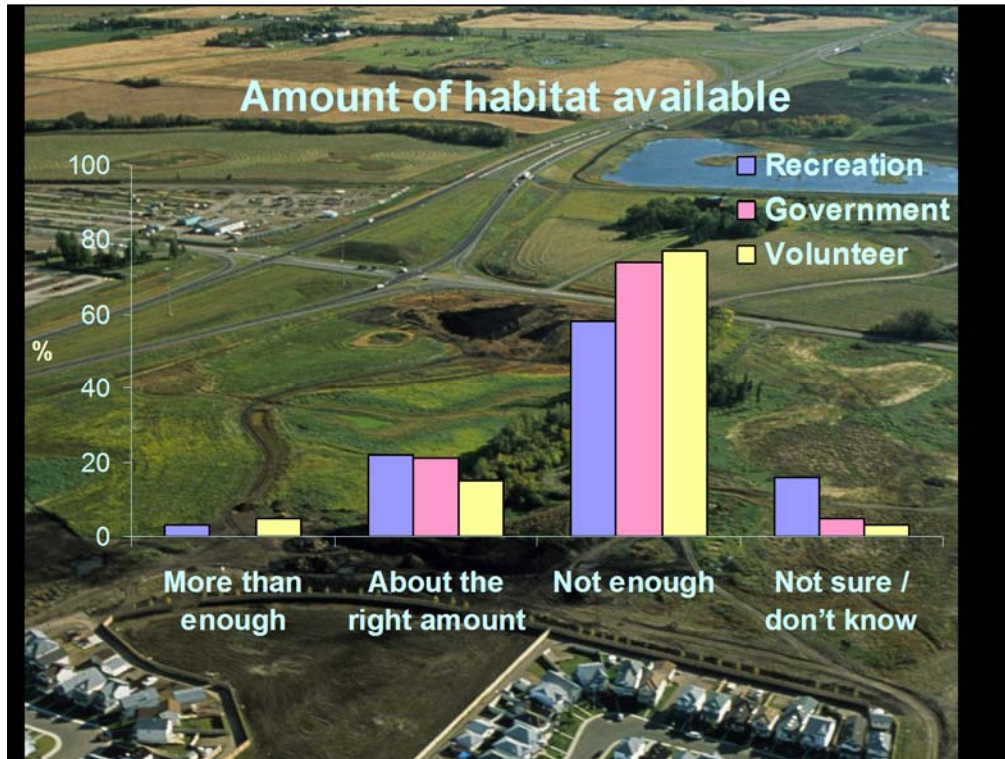 Amount of habitat available
100
80
60
40
20
0
%
Recreation
Government
Volunteer
More than
enough
About the
right amount
Not enough
Not sure /
don't know